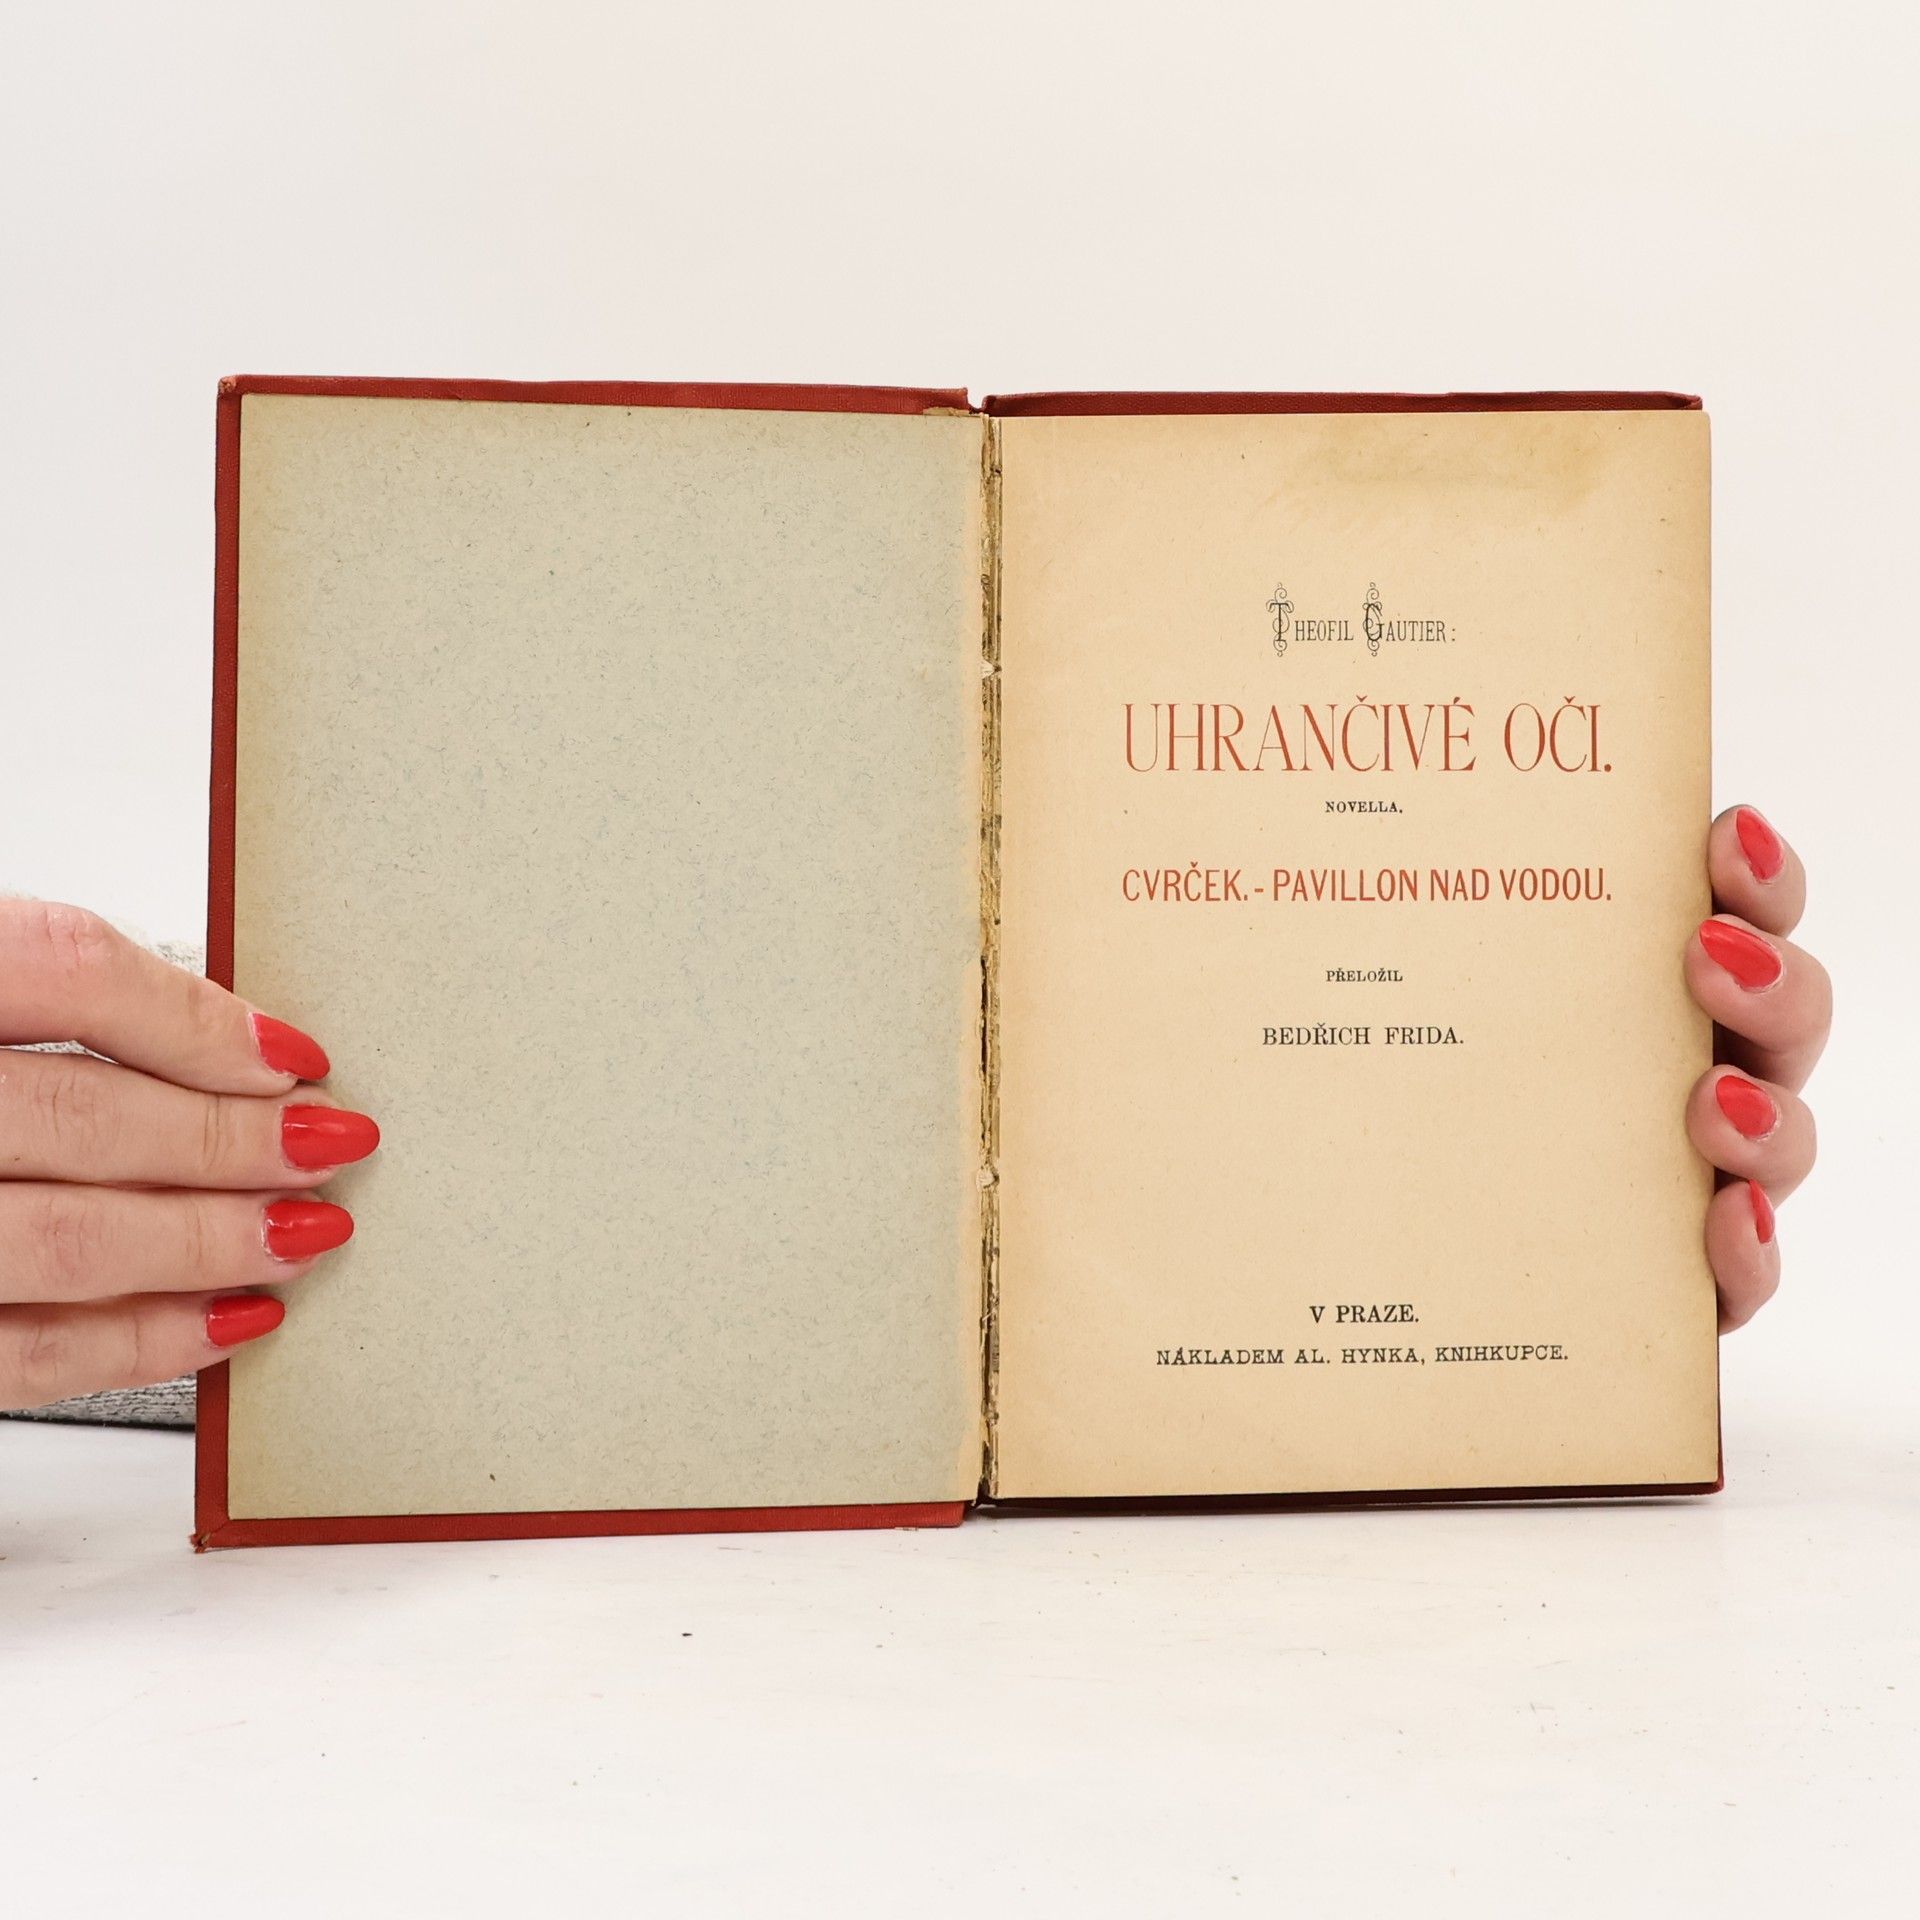 THEOFIL GAUTIER:
UHRANČIVÉ OČI.
NOVELLA.
CVRČEK.-PAVILLON NAD VODOU.
PŘELOŽIL
BEDŘICH FRIDA.
V PRAZE.
NÁKLADEM AL. HYNKA, KNIHKUPCE.